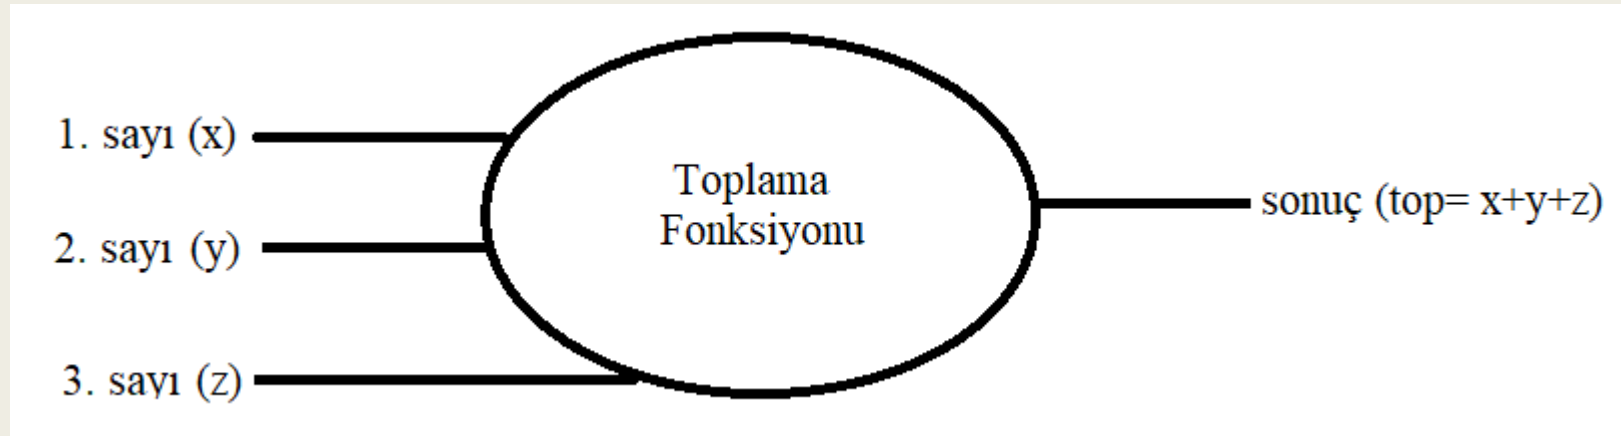 1. sayı (x)
2. sayı (y)
3. sayı (z)
Toplama
Fonksiyonu
sonuç (top= x+y+z)